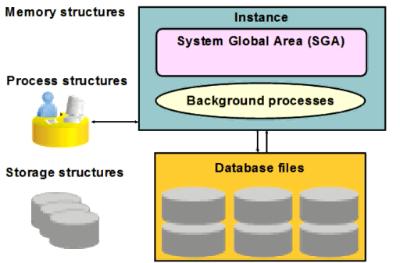 Memory structures
Instance
System Global Area (SGA)
Process structures
Background processes
Storage structures
Database files